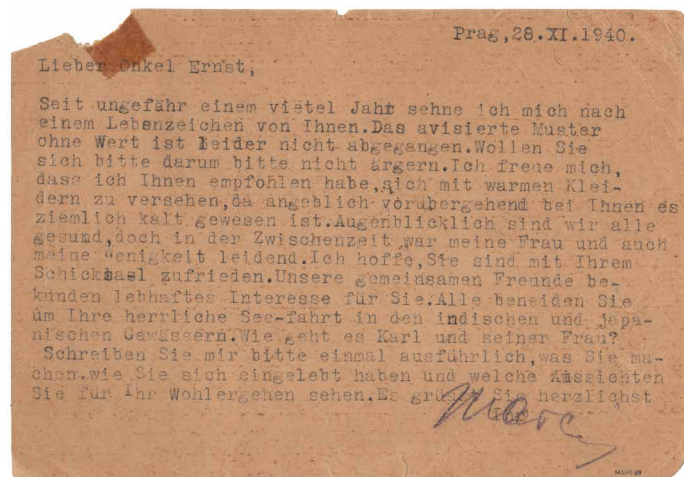 Prag,28.XI.1940.
Lieber Onkel Ernst,
Seit ungefähr einem vietel Jaht sehne ich mich nach
einem Lebenzeichen von Ihnen.Das avisierte Muster
ohne Wert ist leider nicht abgegangen.Wollen Sie
sich bitte darum bitte nicht ärgern.Ich freue mich,
dass ich Ihnen empfohlen habe,sich mit warmen Klei-
dern zu versehen,da angeblich vorübergehend bei Ihnen es
ziemlich kalt gewesen ist.Augenblicklich sind wir alle
gesund,doch in der Zwischenzeit war meine Frau und auch
meine Wenigkeit leidend.Ich hoffe,Sie sind mit Ihrem
Schicksael zufrieden.Unsere gemeinsamen Freunde be-
kunden lebhaftes Interesse für Sie.Alle beneiden Sie
um Ihre herrliche See-fahrt in den indischen und japa-
nischen Gewässern.Wie geht es Karl und seiner Frau?
Schreiben Sie mir bitte einmal ausführlich,was Sie ma-
chen.wie Sie sich eingelebt haben und welche Aussichten
Sie für Ihr Wohlergehen sehen.Es grüsst Sie herzlichst
Ihr
Marc